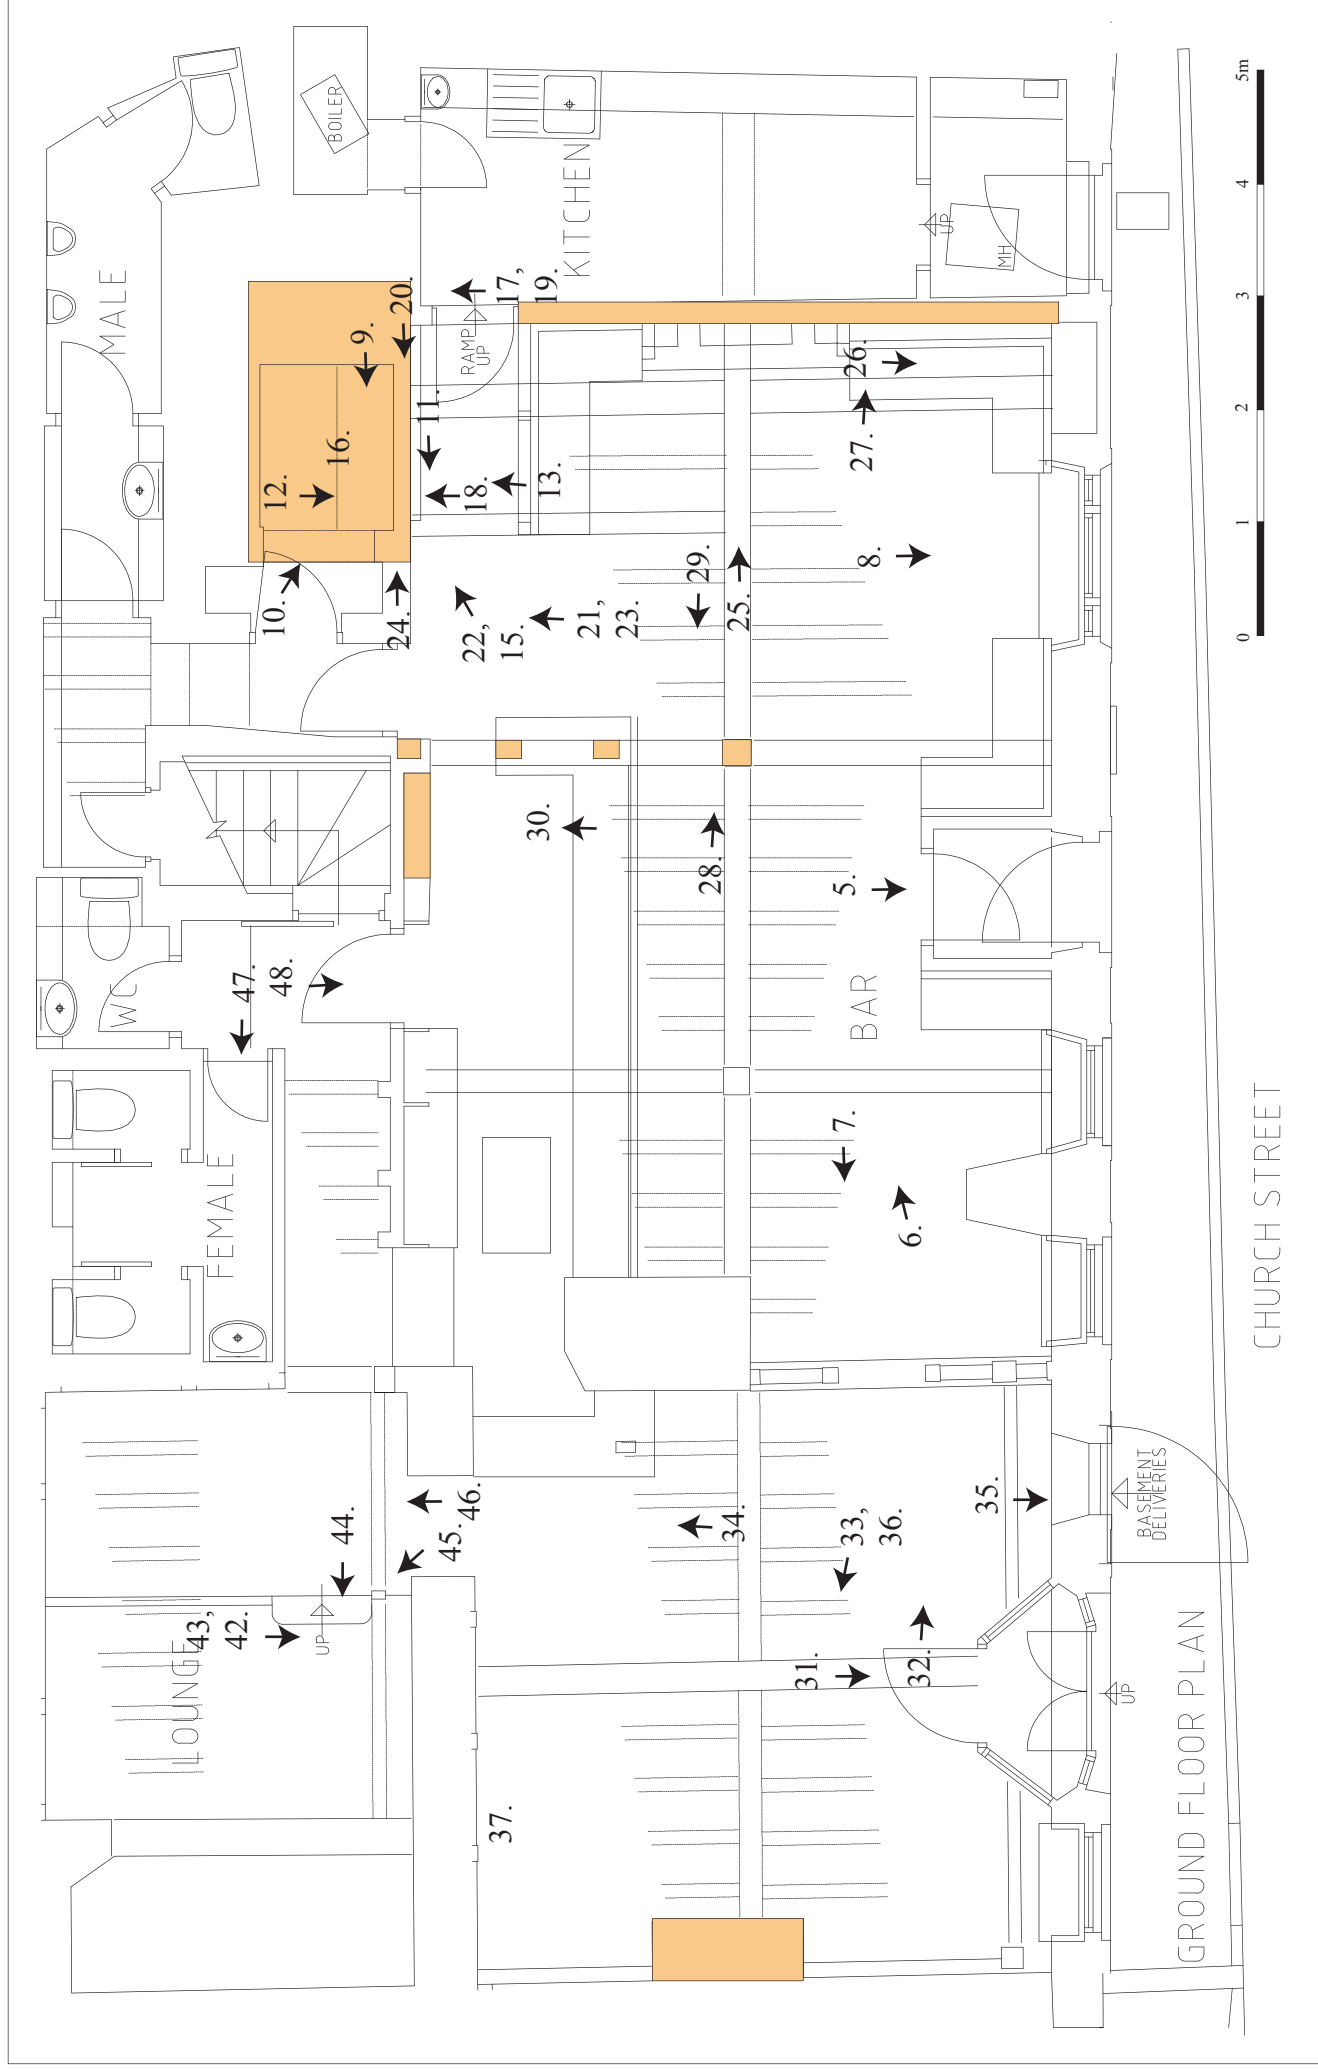 MALE
BOILER
KITCHEN
UP
MH
RAMP
UP
17,
19.
20.
9.
11.
12.
16.
18.
13.
10.
24.
22,
15.
21,
23.
29.
25.
26.
27.
8.
30.
28.
5.
WC
47.
48.
BAR
FEMALE
7.
6.
LOUNGE
43,
42.
UP
44.
45.
46.
34.
33,
36.
35.
31.
32.
37.
BASEMENT
DELIVERIES
UP
GROUND FLOOR PLAN
CHURCH STREET
0
1
2
3
4
5m